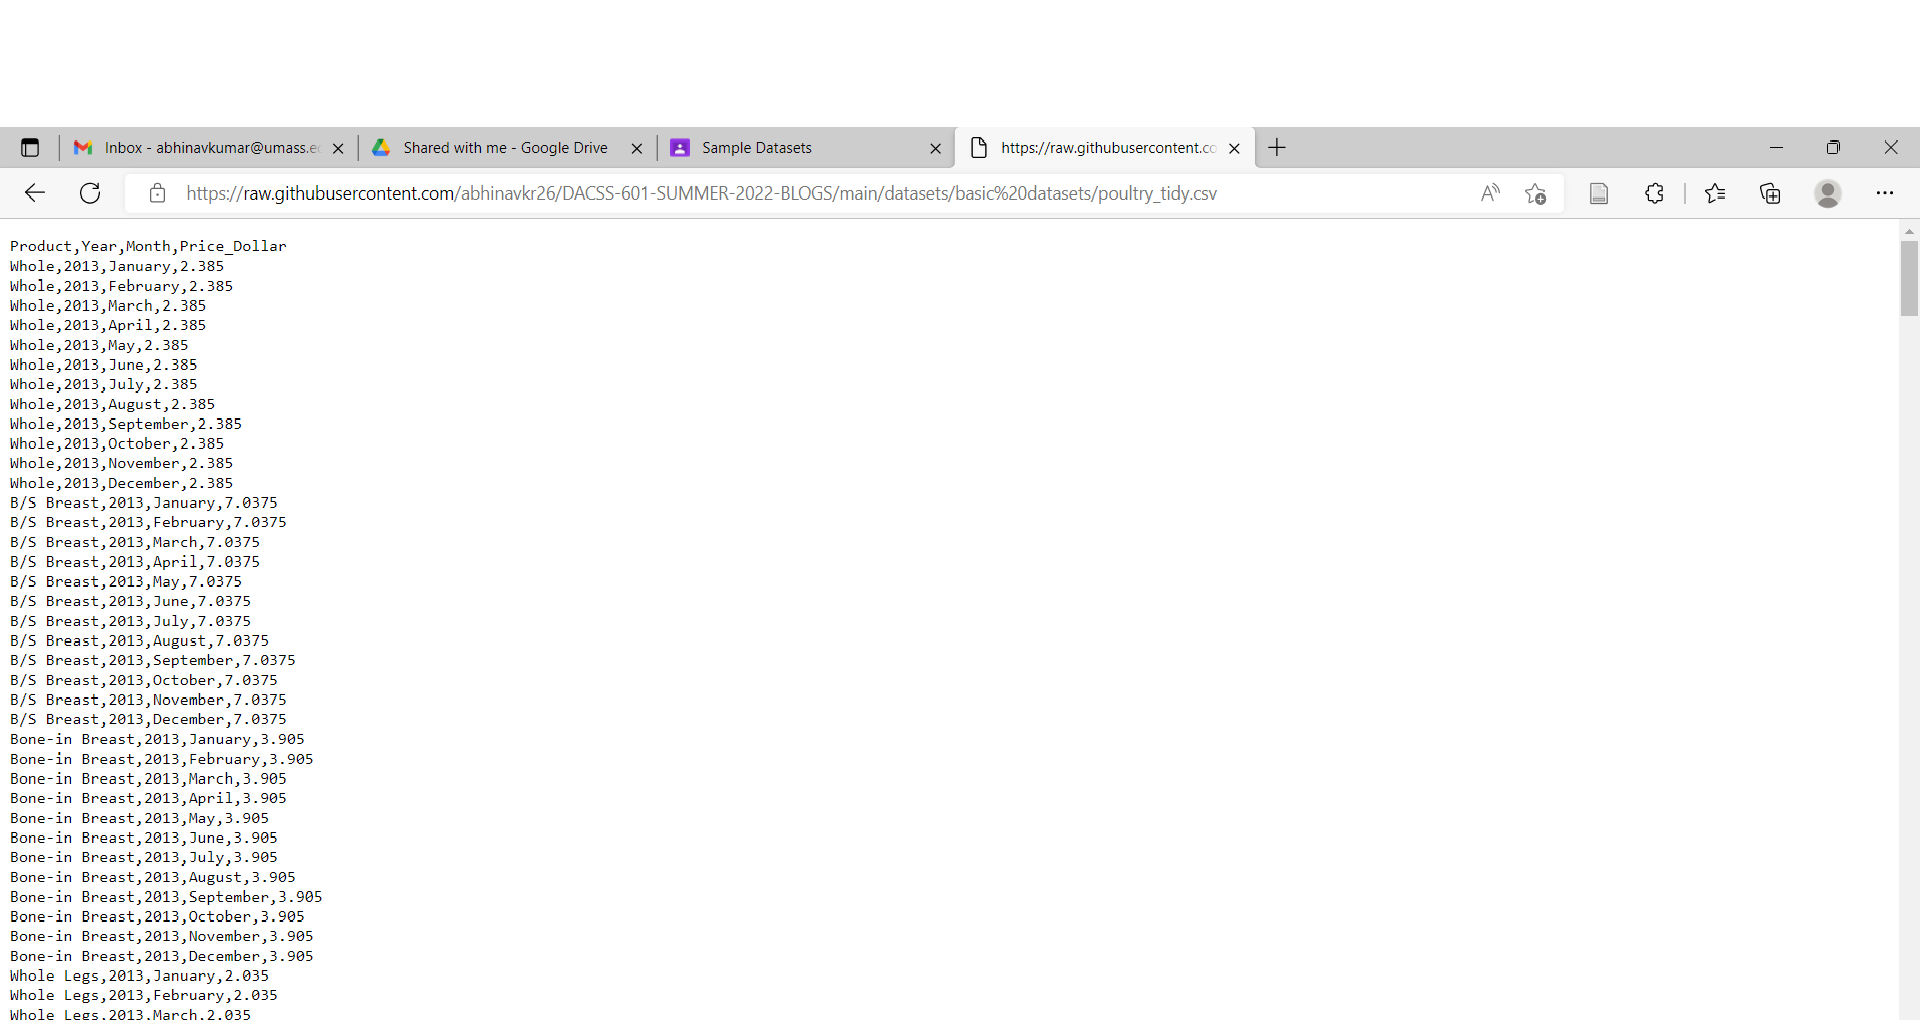 Inbox - abhinavkumar@umass.e
Shared with me - Google Drive
Sample Datasets
https://raw.githubusercontent.co
https://raw.githubusercontent.com/abhinavkr26/DACSS-601-SUMMER-2022-BLOGS/main/datasets/basic%20datasets/poultry_tidy.csv
Product,Year,Month,Price_Dollar
Whole,2013,January,2.385
Whole,2013,February,2.385
Whole,2013,March,2.385
Whole,2013,April,2.385
Whole,2013,May,2.385
Whole,2013,June,2.385
Whole,2013,July,2.385
Whole,2013,August,2.385
Whole,2013,September,2.385
Whole,2013,October,2.385
Whole,2013,November,2.385
Whole,2013,December,2.385
B/S Breast,2013,January,7.0375
B/S Breast,2013,February,7.0375
B/S Breast,2013,March,7.0375
B/S Breast,2013,April,7.0375
B/S Breast,2013,May,7.0375
B/S Breast,2013,June,7.0375
B/S Breast,2013,July,7.0375
B/S Breast,2013,August,7.0375
B/S Breast,2013,September,7.0375
B/S Breast,2013,October,7.0375
B/S Breast,2013,November,7.0375
B/S Breast,2013,December,7.0375
Bone-in Breast,2013,January,3.905
Bone-in Breast,2013,February,3.905
Bone-in Breast,2013,March,3.905
Bone-in Breast,2013,April,3.905
Bone-in Breast,2013,May,3.905
Bone-in Breast,2013,June,3.905
Bone-in Breast,2013,July,3.905
Bone-in Breast,2013,August,3.905
Bone-in Breast,2013,September,3.905
Bone-in Breast,2013,October,3.905
Bone-in Breast,2013,November,3.905
Bone-in Breast,2013,December,3.905
Whole Legs,2013,January,2.035
Whole Legs,2013,February,2.035
Whole Legs,2013,March,2.035